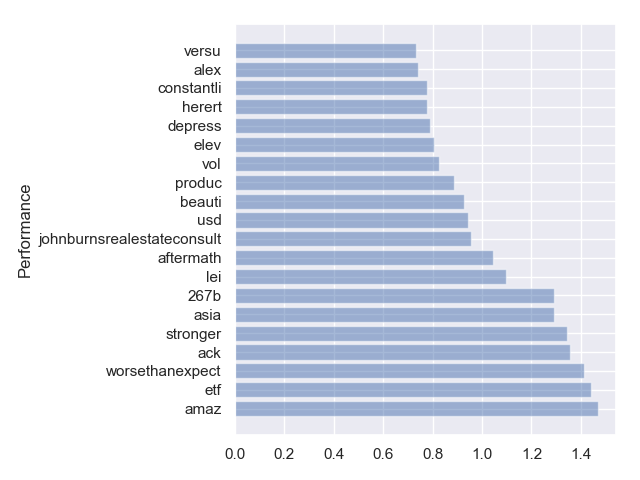 Performance
versu
alex
constantli
herert
depress
elev
vol
produc
beauti
usd
johnburnsrealestateconsult
aftermath
lei
267b
asia
stronger
ack
worsethanexpect
etf
amaz
0.0 0.2 0.4 0.6 0.8 1.0 1.2 1.4